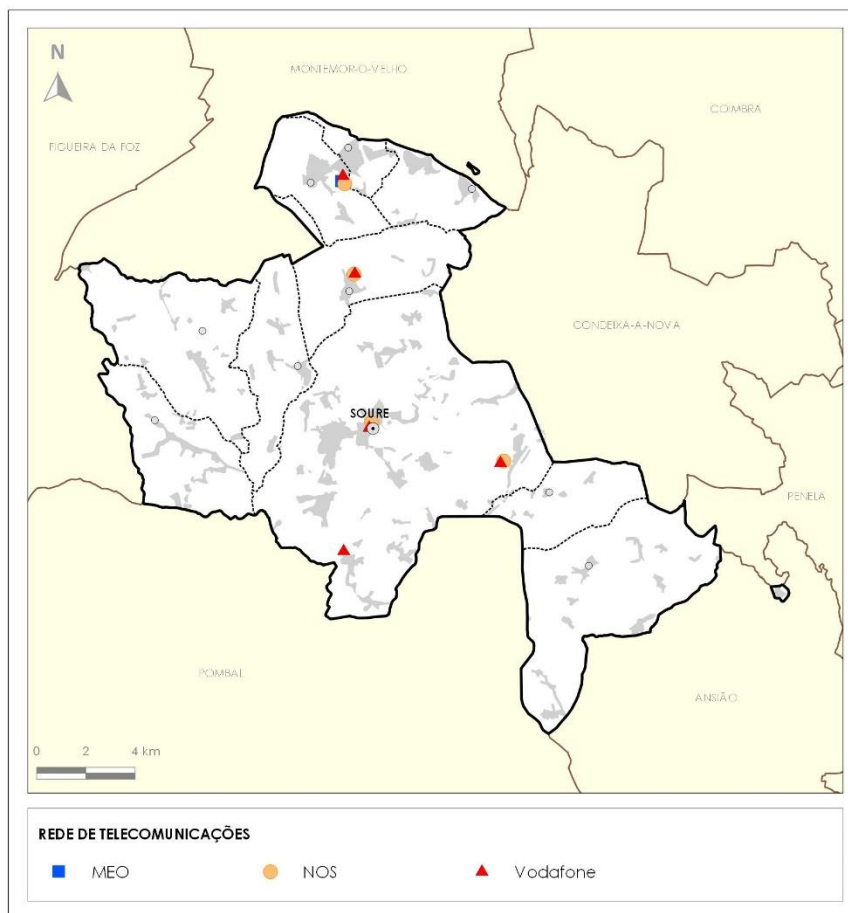 N
MONTEMOR-O-VELHO
COIMBRA
FIGUEIRA DA FOZ
CONDEIXA-A-NOVA
SOURE
PENELA
POMBAL
ANSIÃO
0 2 4 km
REDE DE TELECOMUNICAÇÕES
MEO NOS Vodafone